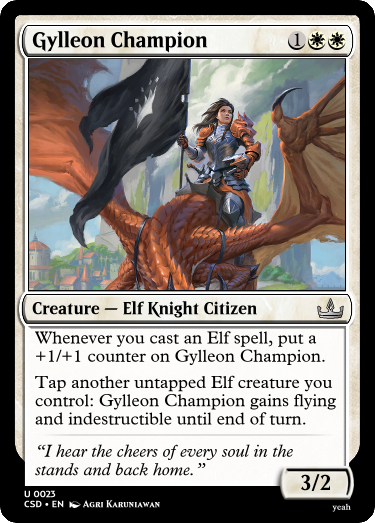 Gylleon Champion 1
Creature — Elf Knight Citizen
Whenever you cast an Elf spell, put a
+1/+1 counter on Gylleon Champion.
Tap another untapped Elf creature you
control: Gylleon Champion gains flying
and indestructible until end of turn.
“I hear the cheers of every soul in the
stands and back home.”
3/2
U 0023
CSD • EN Agri Karuniawan
yeah